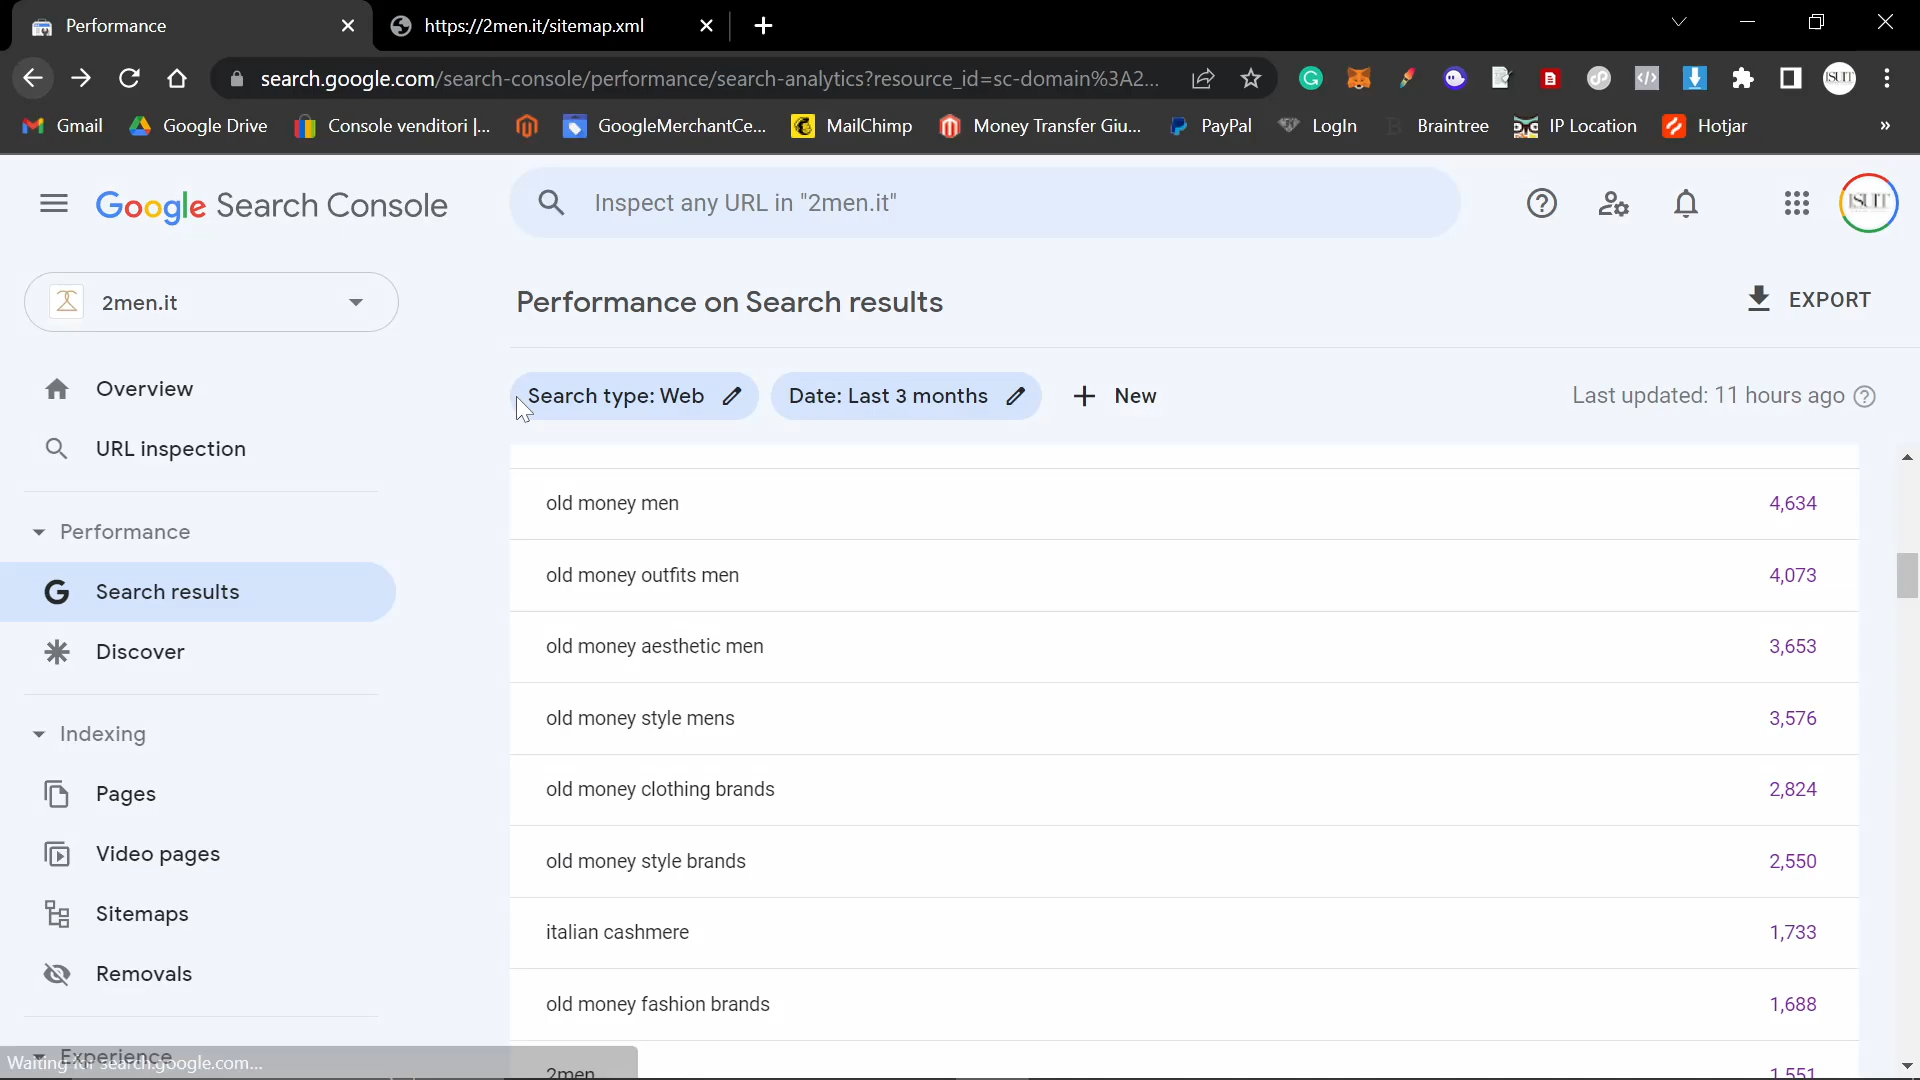 Performance
https://2men.it/sitemap.xml
search.google.com/search-console/performance/search-analytics?resource_id=sc-domain%3A2...
Gmail
Google Drive
Console venditori |...
GoogleMerchantCe...
MailChimp
Money Transfer Giu...
PayPal
LogIn
Braintree
IP Location
Hotjar
»
Google Search Console
Inspect any URL in "2men.it"
ISUIT
2men.it
Performance on Search results
EXPORT
Overview
Search type: Web
Date: Last 3 months
New
Last updated: 11 hours ago
URL inspection
Performance
old money men 4,634
old money outfits men 4,073
Search results
old money aesthetic men 3,653
Discover
old money style mens 3,576
Indexing
old money clothing brands 2,824
Pages
old money style brands 2,550
Video pages
italian cashmere 1,733
Sitemaps
Removals
old money fashion brands 1,688
Experience
Waiting for search.google.com...
2men 1,551